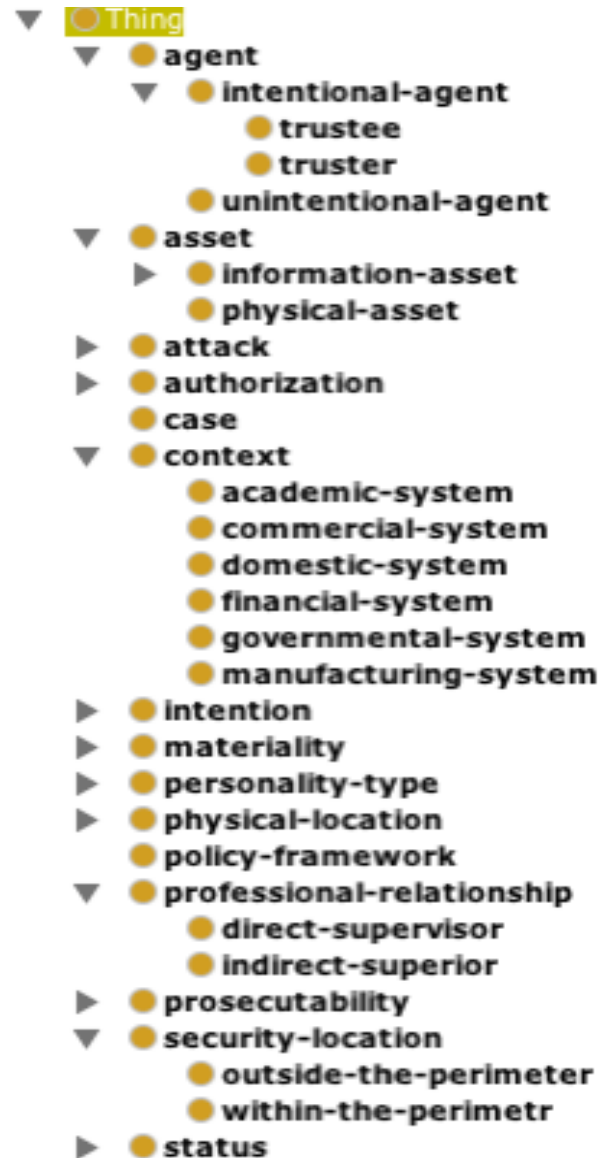 Thing
agent
intentional-agent
trustee
truster
unintentional-agent
asset
information-asset
physical-asset
attack
authorization
case
context
academic-system
commercial-system
domestic-system
financial-system
governmental-system
manufacturing-system
intention
materiality
personality-type
physical-location
policy-framework
professional-relationship
direct-supervisor
indirect-superior
prosecutability
security-location
outside-the-perimeter
within-the-perimetr
status